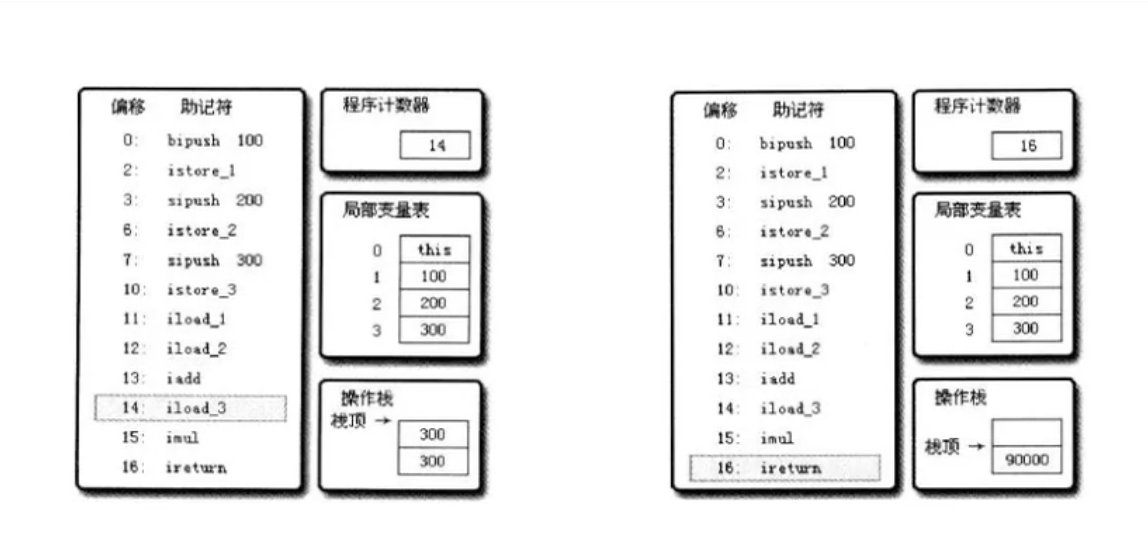 偏移 助记符
0: bipush 100
2: istore_1
3: sipush 200
6: istore_2
7: sipush 300
10: istore_3
11: iload_1
12: iload_2
13: iadd
14: iload_3
15: imul
16: ireturn
程序计数器
14
局部变量表
0 this
1 100
2 200
3 300
操作栈
栈顶 →
300
300
偏移 助记符
0: bipush 100
2: istore_1
3: sipush 200
6: istore_2
7: sipush 300
10: istore_3
11: iload_1
12: iload_2
13: iadd
14: iload_3
15: imul
16: ireturn
程序计数器
16
局部变量表
0 this
1 100
2 200
3 300
操作栈
栈顶 →
90000